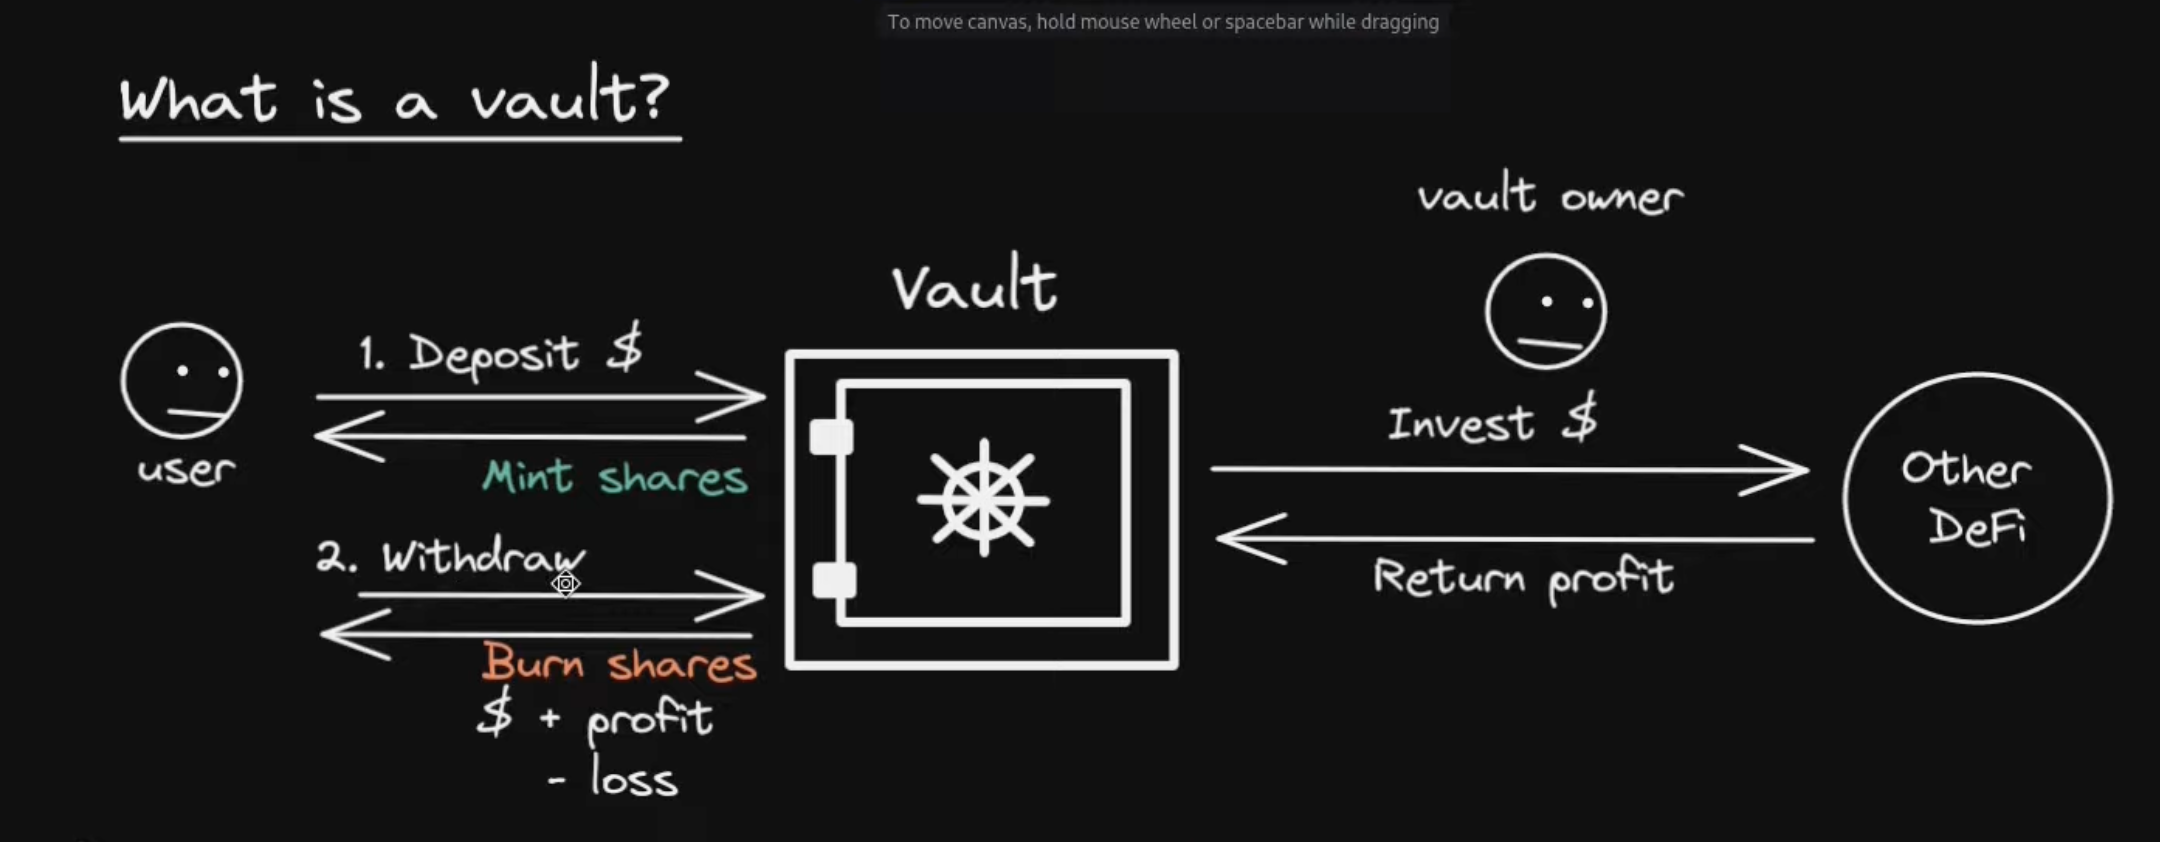 To move canvas, hold mouse wheel or spacebar while dragging
What is a vault?
vault owner
Vault
1. Deposit $
Mint shares
user
2. Withdraw
Burn shares
$ + profit
- loss
Invest $
Return profit
Other
DeFi